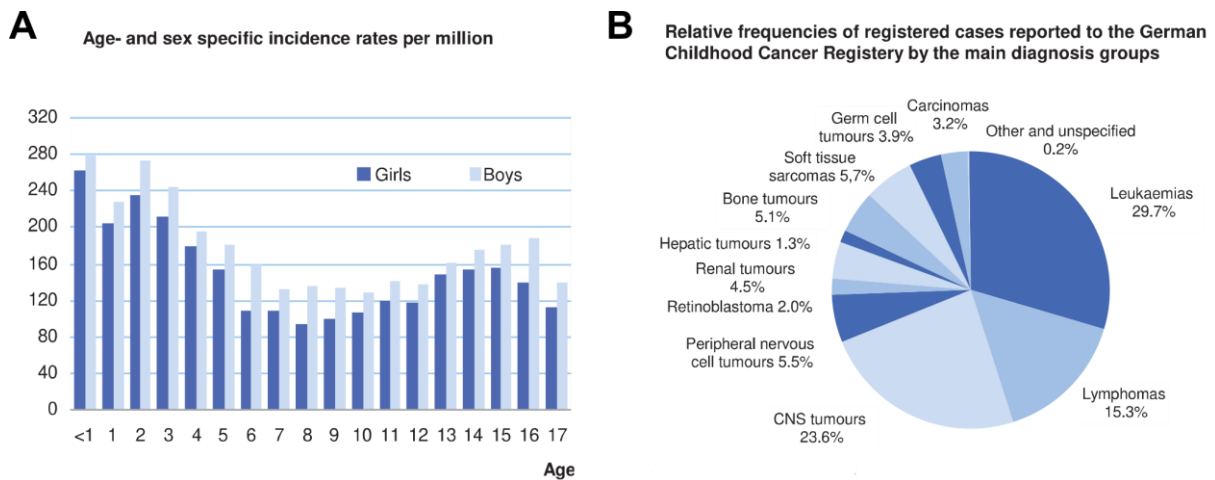 A
Age- and sex specific incidence rates per million
320
280
240
200
160
120
80
40
0
Girls
Boys
<1 1 2 3 4 5 6 7 8 9 10 11 12 13 14 15 16 17
Age
B
Relative frequencies of registered cases reported to the German
Childhood Cancer Registery by the main diagnosis groups
Carcinomas
3.2%
Other and unspecified
0.2%
Germ cell
tumours 3.9%
Soft tissue
sarcomas 5,7%
Bone tumours
5.1%
Hepatic tumours 1.3%
Renal tumours
4.5%
Retinoblastoma 2.0%
Peripheral nervous
cell tumours 5.5%
CNS tumours
23.6%
Leukaemias
29.7%
Lymphomas
15.3%